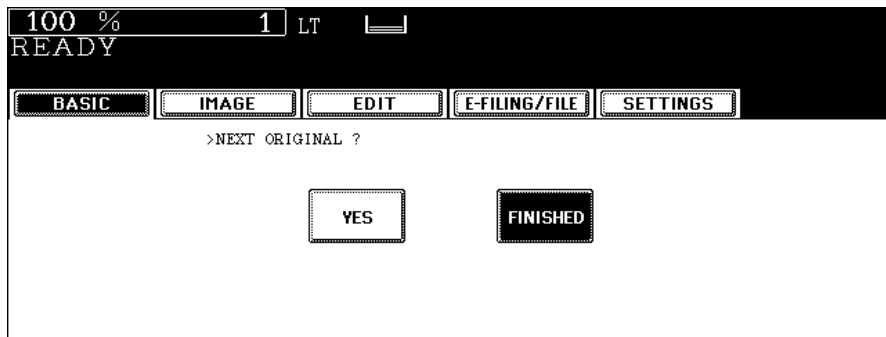 100 % 1 LT
READY
BASIC IMAGE EDIT E-FILING/FILE SETTINGS
>NEXT ORIGINAL ?
YES FINISHED